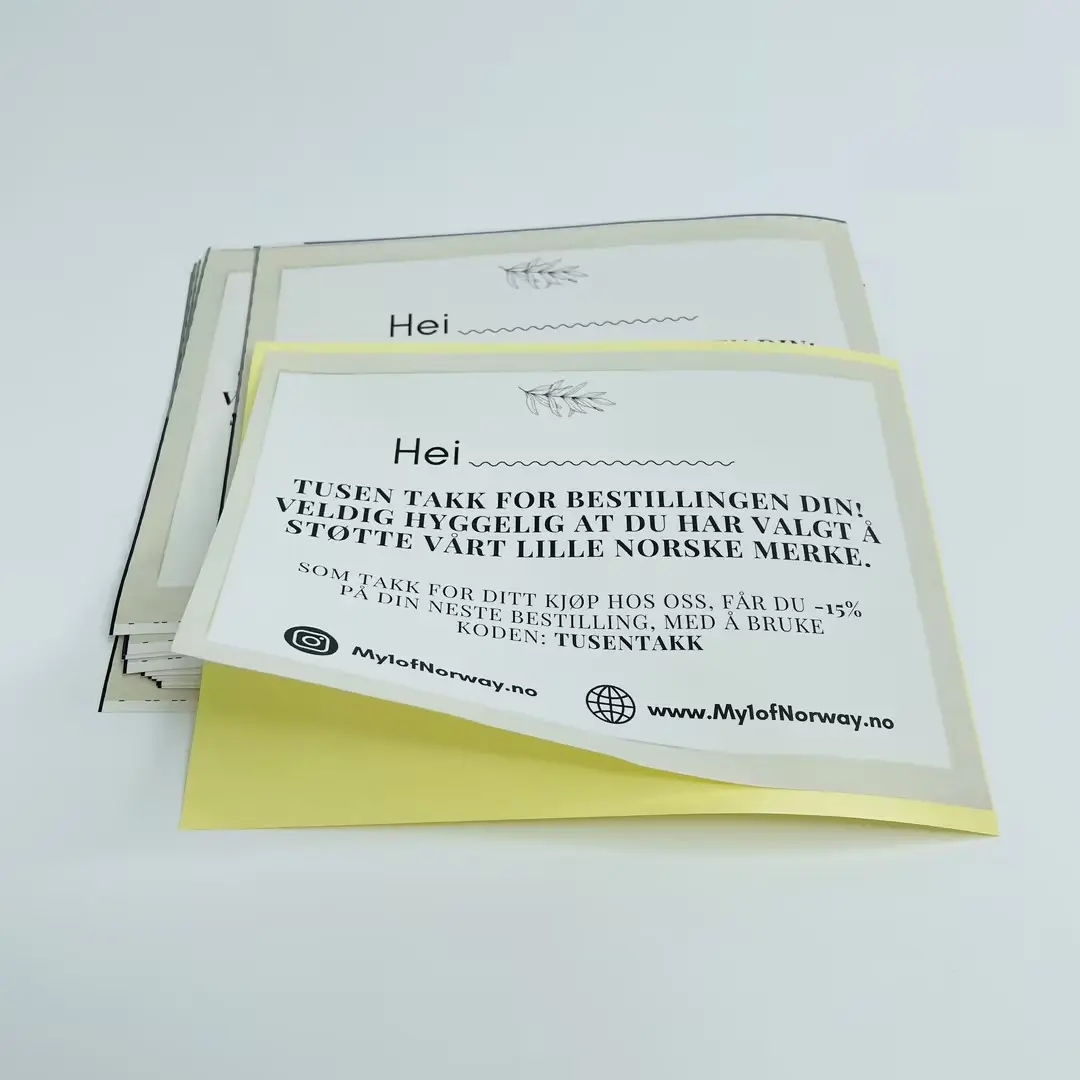 Hei
Hei
TUSEN TAKK FOR BESTILLINGEN DIN!
VELDIG HYGGELIG AT DU HAR VALGT Å
STØTTE VÅRT LILLE NORSKE MERKE.
SOM TAKK FOR DITT KJØP HOS OSS, FÅR DU -15%
PÅ DIN NESTE BESTILLING, MED Å BRUKE
KODEN: TUSENTAKK
My1ofNorway.no
www.My1ofNorway.no